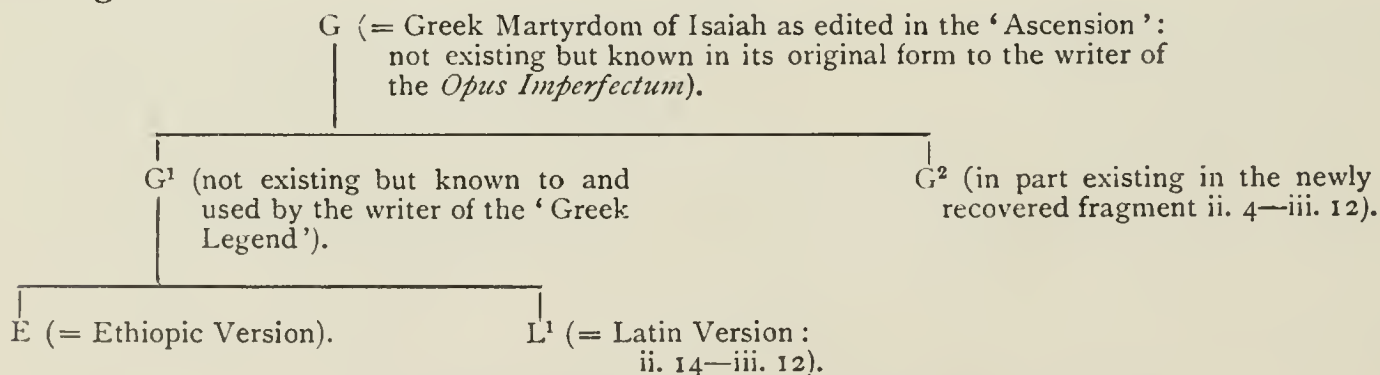 G (= Greek Martyrdom of Isaiah as edited in the ‘Ascension’:
not existing but known in its original form to the writer of
the Opus Imperfectum).
G¹ (not existing but known to and
used by the writer of the ‘Greek
Legend’).
G² (in part existing in the newly
recovered fragment ii. 4—iii. 12).
E (= Ethiopic Version).
L¹ (= Latin Version:
ii. 14—iii. 12).